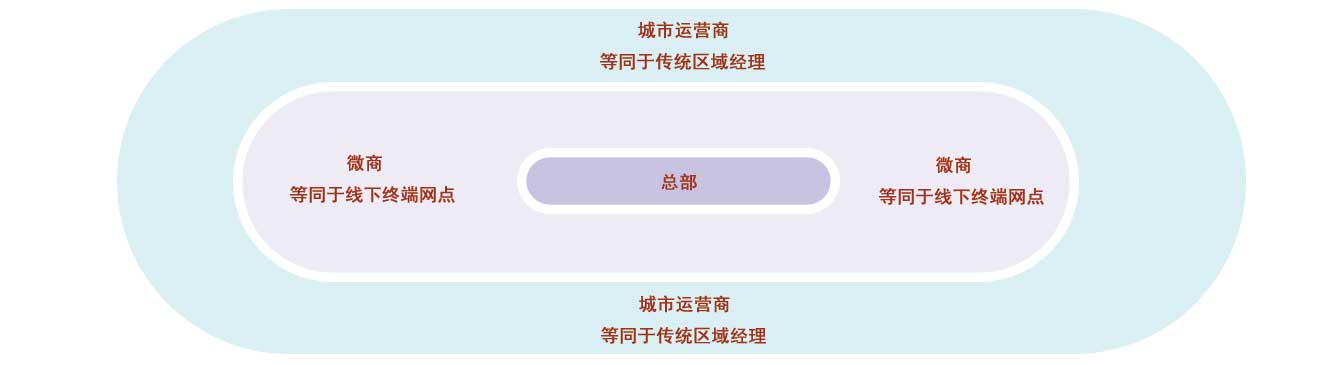 城市运营商
等同于传统区域经理
微商
等同于线下终端网点
总部
微商
等同于线下终端网点
城市运营商
等同于传统区域经理